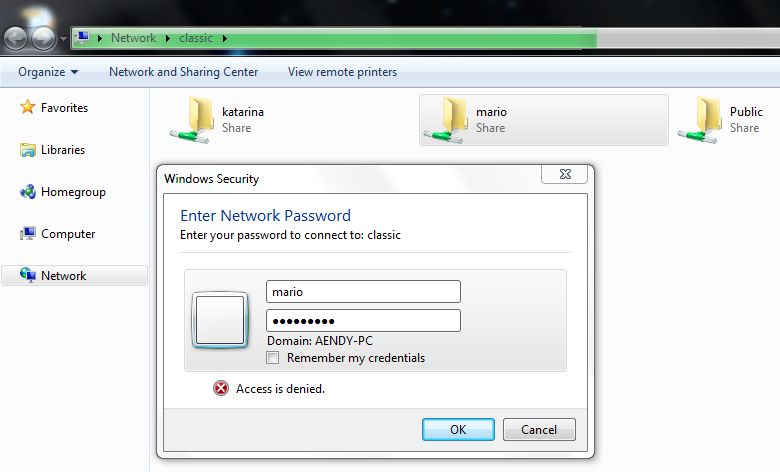 Network classic
Organize Network and Sharing Center View remote printers
Favorites
Libraries
Homegroup
Computer
Network
katarina
Share
mario
Share
Public
Share
Windows Security
Enter Network Password
Enter your password to connect to: classic
mario
●●●●●●●●●
Domain: AENDY-PC
Remember my credentials
Access is denied.
OK Cancel